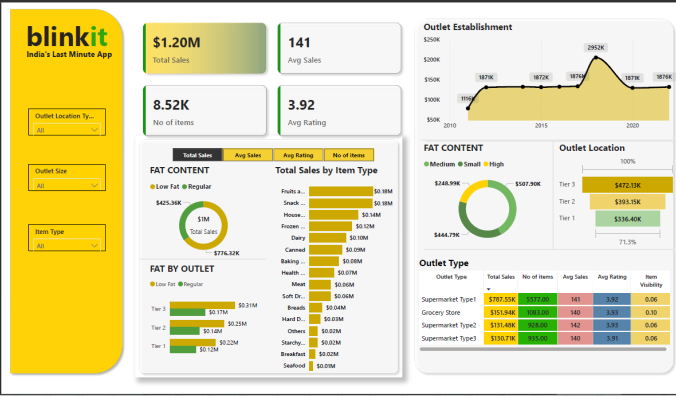 blinkit
India's Last Minute App
Outlet Location Ty...
All
Outlet Size
All
Item Type
All
$1.20M
Total Sales
141
Avg Sales
8.52K
No of items
3.92
Avg Rating
Total Sales
Avg Sales
Avg Rating
No of items
FAT CONTENT
Low Fat
Regular
$425.36K
$1M
Total Sales
$776.32K
FAT BY OUTLET
Low Fat
Regular
Tier 3
$0.31M
$0.17M
Tier 2
$0.25M
$0.14M
Tier 1
$0.22M
$0.12M
Total Sales by Item Type
Fruits a... $0.18M
Snack ... $0.18M
House... $0.14M
Frozen ... $0.12M
Dairy $0.10M
Canned $0.09M
Baking ... $0.08M
Health ... $0.07M
Meat $0.06M
Soft Dr... $0.06M
Breads $0.04M
Hard D... $0.03M
Others $0.02M
Starchy... $0.02M
Breakfast $0.02M
Seafood $0.01M
Outlet Establishment
$250K
$200K
$150K
$100K
$50K
2010
2015
2020
1116K
1871K
1872K
1876K
2952K
1871K
1876K
FAT CONTENT
Medium
Small
High
$248.99K
$507.90K
$444.79K
Outlet Location
100%
Tier 3 $472.13K
Tier 2 $393.15K
Tier 1 $336.40K
71.3%
Outlet Type
Outlet Type Total Sales No of Items Avg Sales Avg Rating Item Visibility
Supermarket Type1 $787.55K 5577.00 141 3.92 0.06
Grocery Store $151.94K 1083.00 140 3.93 0.10
Supermarket Type2 $131.48K 928.00 142 3.93 0.06
Supermarket Type3 $130.71K 935.00 140 3.91 0.06